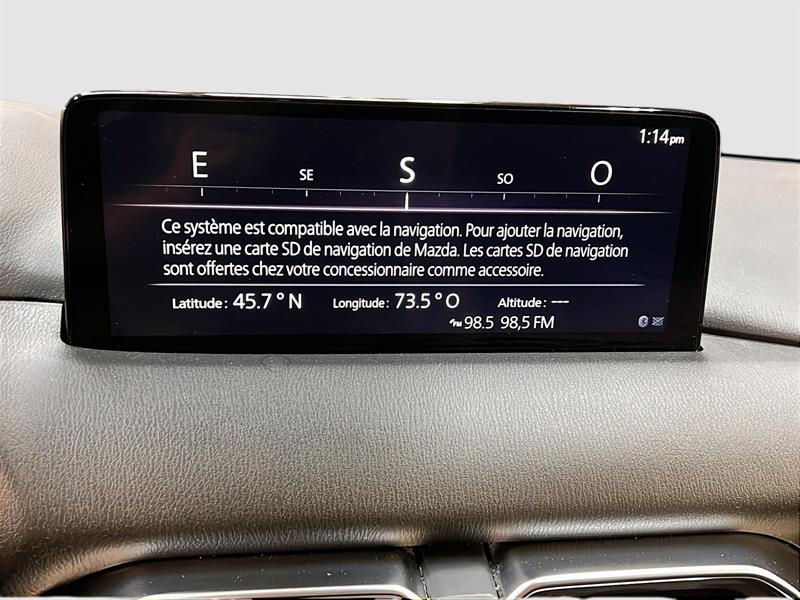 1:14pm
E SE S SO O
Ce système est compatible avec la navigation. Pour ajouter la navigation,
insérez une carte SD de navigation de Mazda. Les cartes SD de navigation
sont offertes chez votre concessionnaire comme accessoire.
Latitude: 45.7° N Longitude: 73.5° O Altitude: ---
FM 98.5 98,5 FM